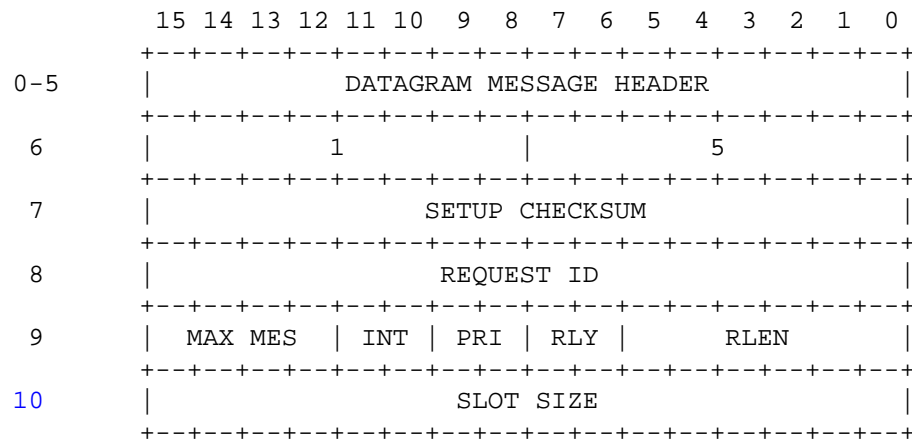 15 14 13 12 11 10 9 8 7 6 5 4 3 2 1 0
+--+--+--+--+--+--+--+--+--+--+--+--+--+--+--+--+
0-5 | DATAGRAM MESSAGE HEADER |
+--+--+--+--+--+--+--+--+--+--+--+--+--+--+--+--+
6 | 1 | 5 |
+--+--+--+--+--+--+--+--+--+--+--+--+--+--+--+--+
7 | SETUP CHECKSUM |
+--+--+--+--+--+--+--+--+--+--+--+--+--+--+--+--+
8 | REQUEST ID |
+--+--+--+--+--+--+--+--+--+--+--+--+--+--+--+--+
9 | MAX MES | INT | PRI | RLY | RLEN |
+--+--+--+--+--+--+--+--+--+--+--+--+--+--+--+--+
10 | SLOT SIZE |
+--+--+--+--+--+--+--+--+--+--+--+--+--+--+--+--+